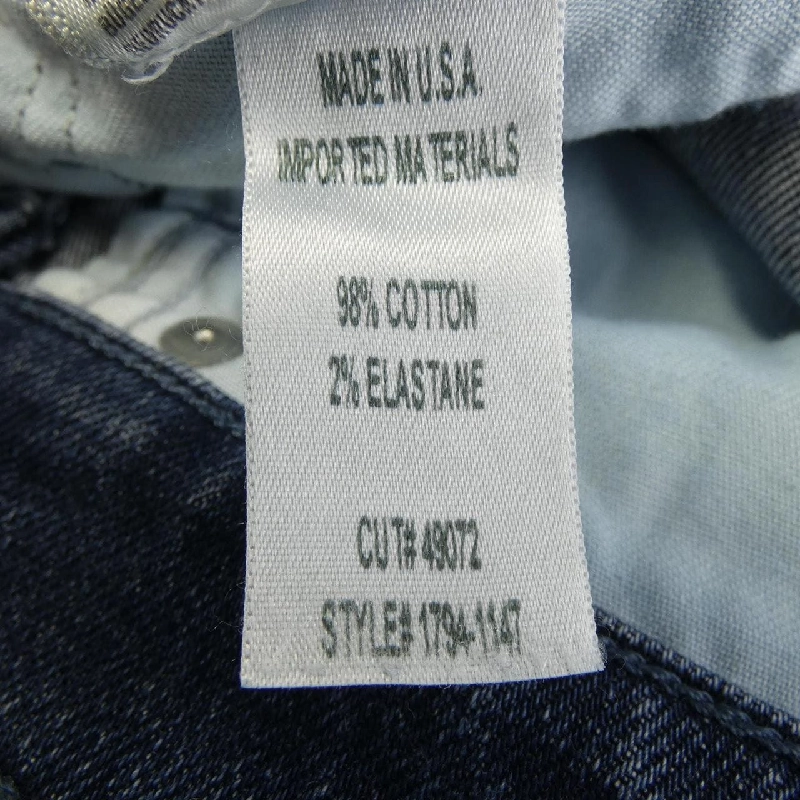 MADE IN U.S.A.
IMPORTED MATERIALS
98% COTTON
2% ELASTANE
CUT# 49072
STYLE# 1794-1147